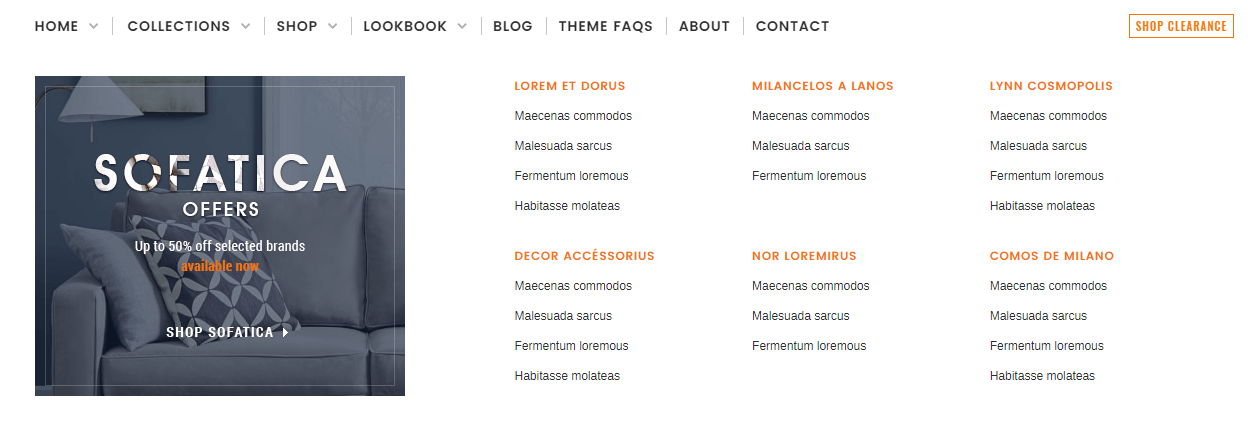 HOME
COLLECTIONS
SHOP
LOOKBOOK
BLOG
THEME FAQS
ABOUT
CONTACT
SHOP CLEARANCE
SOFATICA
OFFERS
Up to 50% off selected brands
available now
SHOP SOFATICA
LOREM ET DORUS
Maecenas commodos
Malesuada sarcus
Fermentum loremous
Habitasse molateas
MILANCELOS A LANOS
Maecenas commodos
Malesuada sarcus
Fermentum loremous
LYNN COSMOPOLIS
Maecenas commodos
Malesuada sarcus
Fermentum loremous
Habitasse molateas
DECOR ACCÉSSORIUS
Maecenas commodos
Malesuada sarcus
Fermentum loremous
Habitasse molateas
NOR LOREMIRUS
Maecenas commodos
Malesuada sarcus
Fermentum loremous
COMOS DE MILANO
Maecenas commodos
Malesuada sarcus
Fermentum loremous
Habitasse molateas